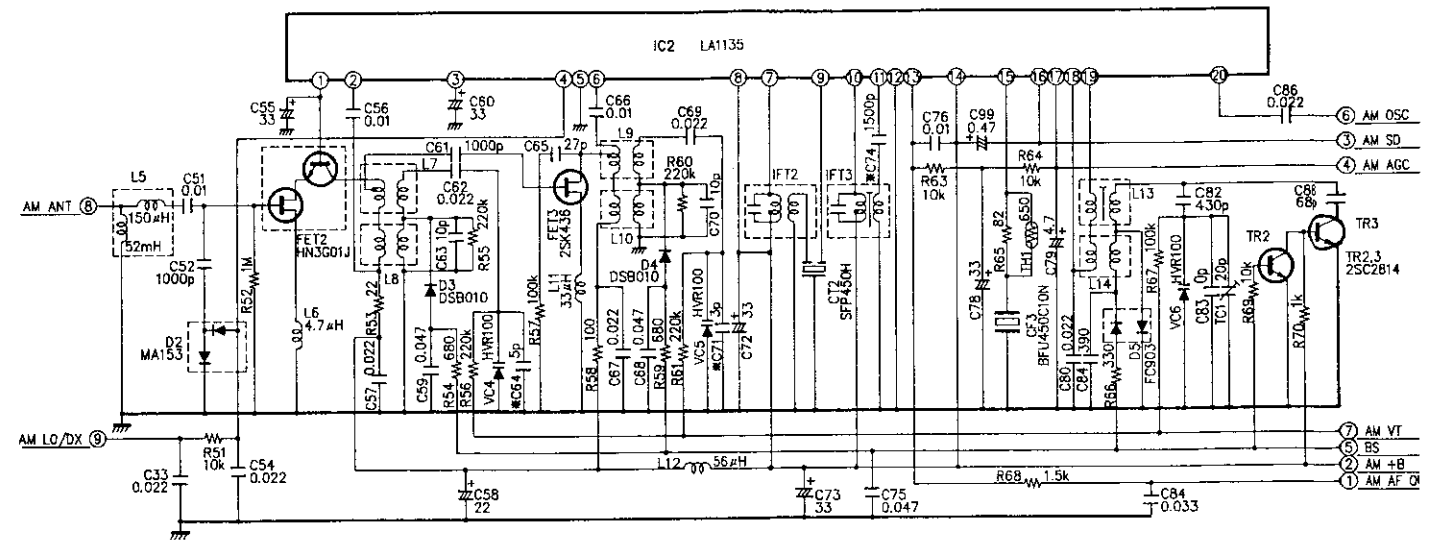 IC2 LA1135
1
2
3
4
5
6
8
7
9
10
11
12
13
14
15
16
17
18
19
20
C55
33
C56
0.01
C60
33
C66
0.01
C69
0.022
1500p
※C74
C76
0.01
C99
0.47
C86
0.022
6 AM OSC
3 AM SD
4 AM AGC
C61
1000p
C65
27p
L9
L7
R60
220k
10p
C70
IFT2
IFT3
R63
10k
R64
10k
L5
C51
0.01
C62
0.022
AM ANT 8
150μH
52mH
FET2
HN3G01J
FET3
2SK436
L10
L13
C82
430p
C88
68p
TR3
TR2
TR2,3
2SC2814
C52
1000p
R52
1M
L6
4.7μH
L8
R53
22
C63
10p
R55
220k
D3
DSB010
L11
33μH
D4
DSB010
CT2
SFP450H
R65
82
TH1
650
C79
4.7
C78
33
CF3
BFU450C10N
L14
R67
100k
HVR100
VC6
C83
0p
TC1
20p
R69
10k
R70
1k
D2
MA153
0.022
C57
0.047
C59
680
R54
220k
R56
HVR100
VC4
5p
※C64
100k
R57
100
R58
0.022
C67
0.047
C68
680
R59
220k
R61
HVR100
VC5
3p
※C71
33
C72
0.022
C80
390
C84
330
R66
D5
FC903
AM LO/DX 9
R51
10k
C33
0.022
C54
0.022
7 AM VT
5 BS
2 AM +B
1 AM AF
L12
56μH
R68
1.5k
C58
22
C73
33
C75
0.047
C84
0.033